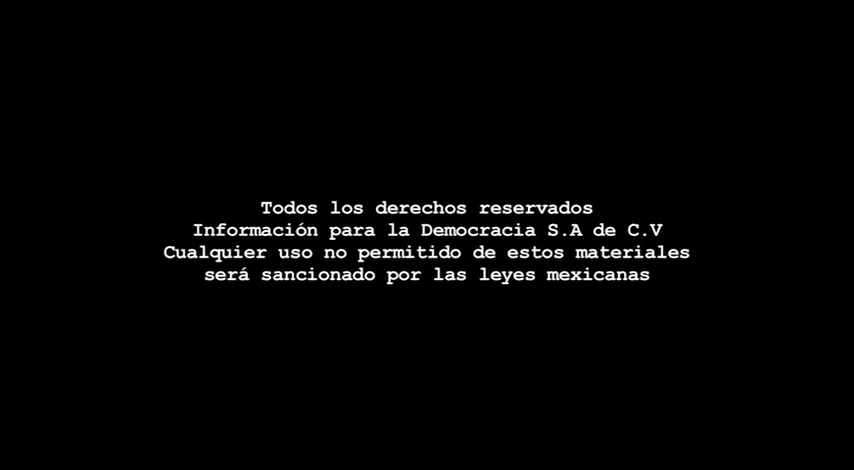 Todos los derechos reservados
Información para la Democracia S.A de C.V
Cualquier uso no permitido de estos materiales
será sancionado por las leyes mexicanas